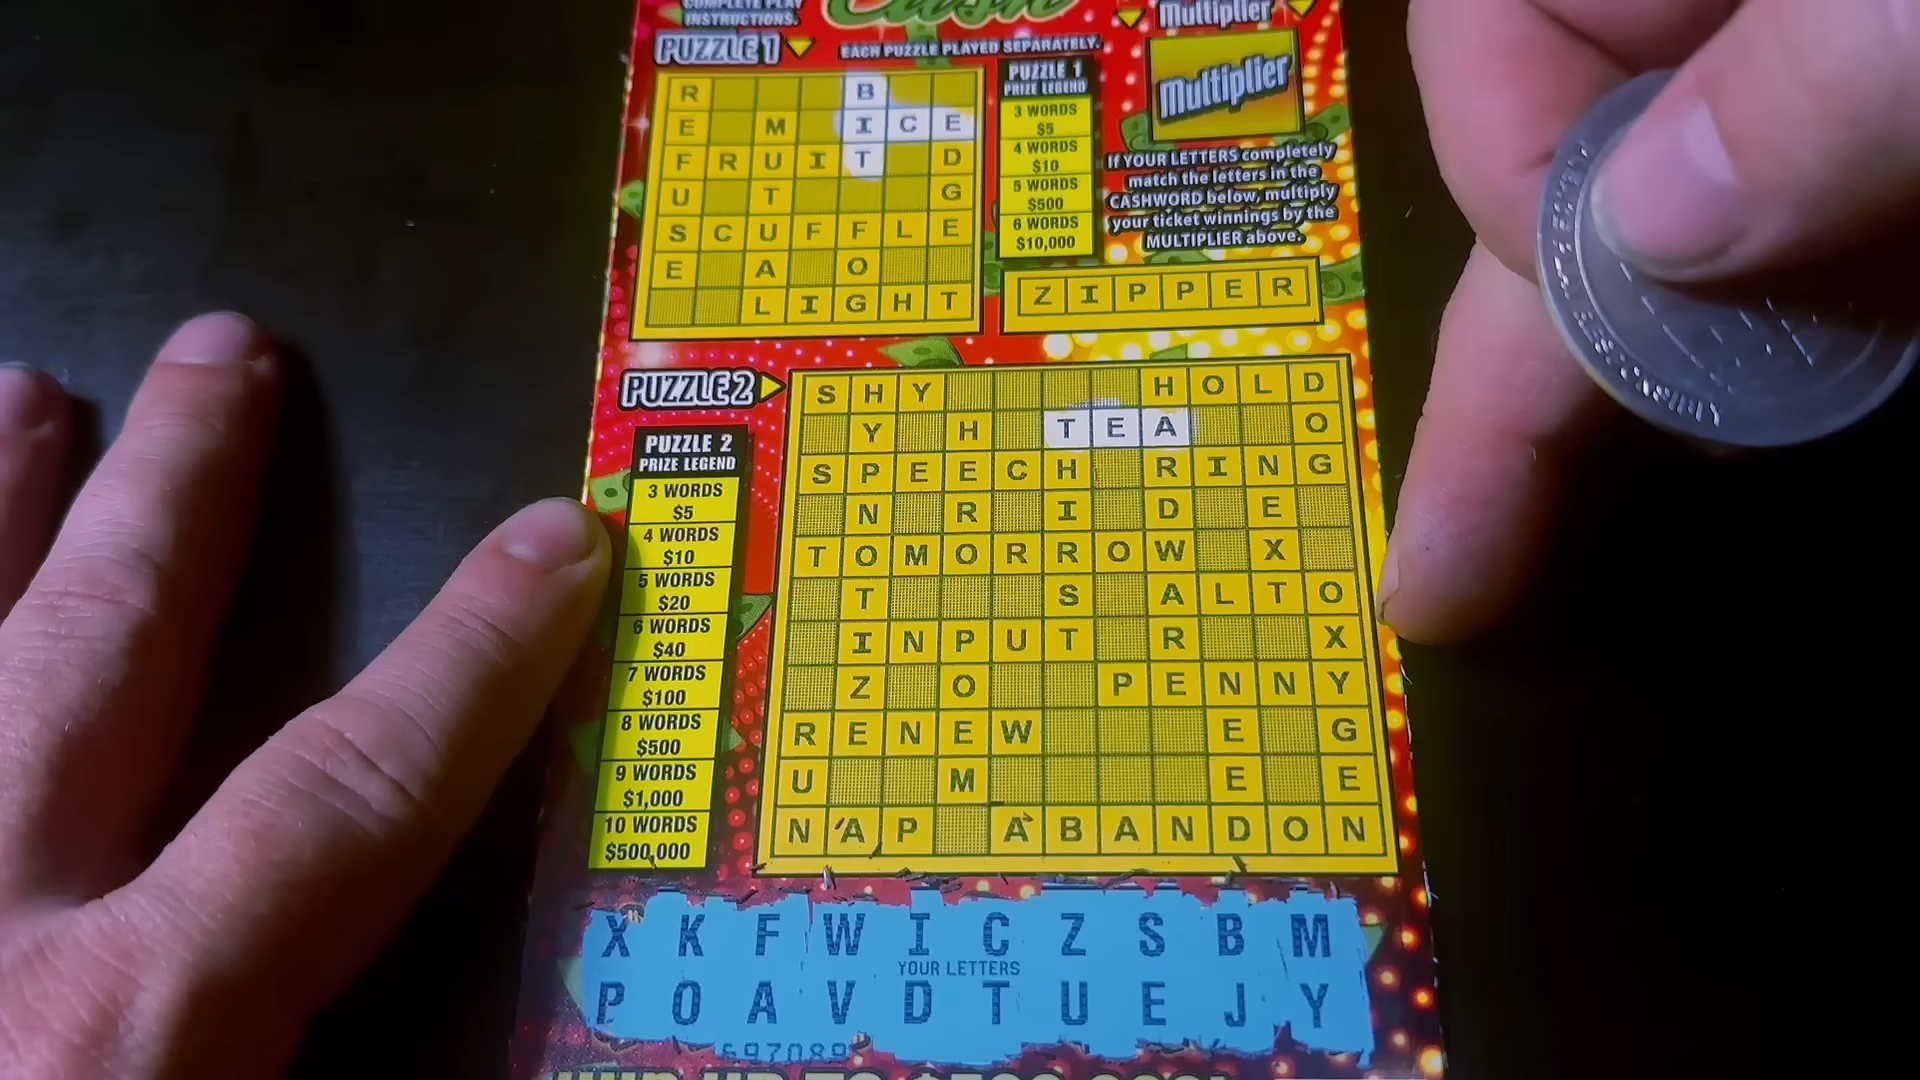 COMPLETE PLAY
INSTRUCTIONS.
Cash
Multiplier
PUZZLE 1
EACH PUZZLE PLAYED SEPARATELY.
R B
E M I C E
F R U I T D
U T G
S C U F F L E
E A O
L I G H T
PUZZLE 1
PRIZE LEGEND
3 WORDS
$5
4 WORDS
$10
5 WORDS
$500
6 WORDS
$10,000
Multiplier
If YOUR LETTERS completely
match the letters in the
CASHWORD below, multiply
your ticket winnings by the
MULTIPLIER above.
Z I P P E R
PUZZLE 2
PUZZLE 2
PRIZE LEGEND
3 WORDS
$5
4 WORDS
$10
5 WORDS
$20
6 WORDS
$40
7 WORDS
$100
8 WORDS
$500
9 WORDS
$1,000
10 WORDS
$500,000
S H Y H O L D
Y H T E A O
S P E E C H R I N G
N R I D E
T O M O R R O W X
T S A L T O
I N P U T R X
Z O P E N N Y
R E N E W E G
U M E E
N A P A B A N D O N
X K F W I C Z S B M
YOUR LETTERS
P O A V D T U E J Y
697089